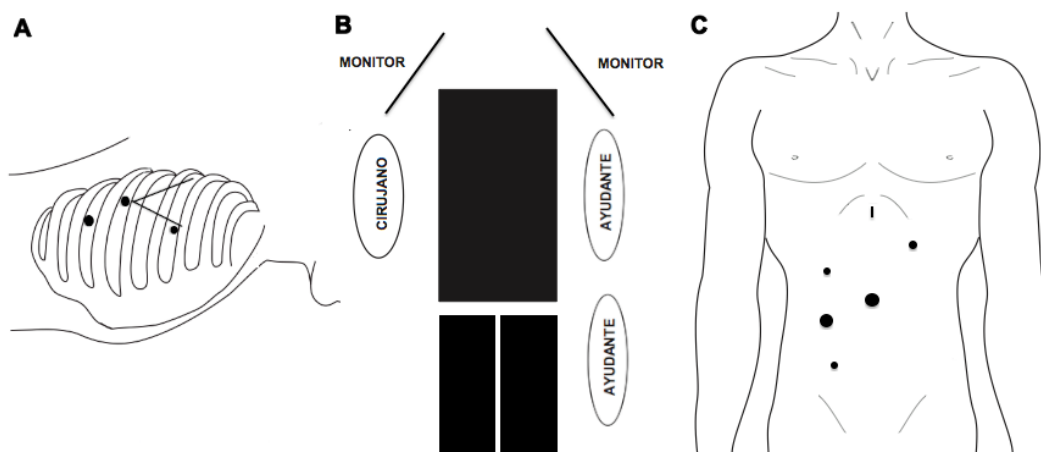 A
B
C
MONITOR
MONITOR
CIRUJANO
AYUDANTE
AYUDANTE